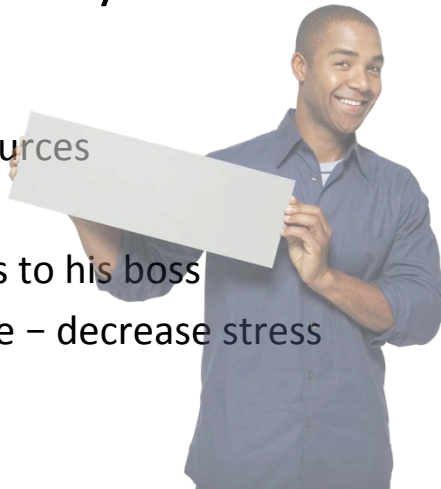 y
urces
s to his boss
e – decrease stress